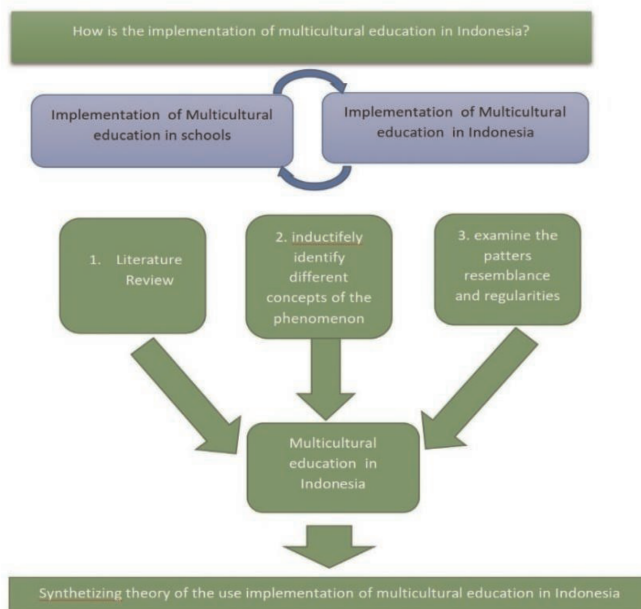 How is the implementation of multicultural education in Indonesia?
Implementation of Multicultural
education in schools
Implementation of Multicultural
education in Indonesia
1. Literature
Review
2. inductifely
identify
different
concepts of the
phenomenon
3. examine the
patters
resemblance
and regularities
Multicultural
education in
Indonesia
Synthetizing theory of the use implementation of multicultural education in Indonesia